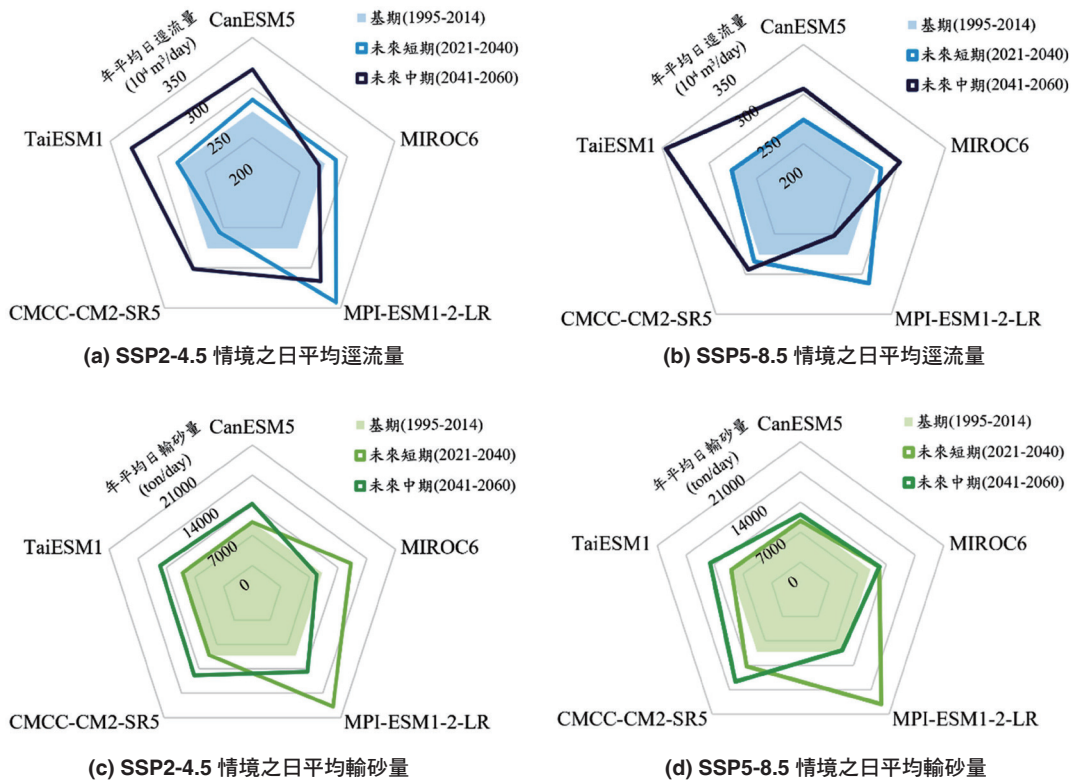 CanESM5
年平均日逕流量
(10⁴ m³/day)
350
300
250
200
TaiESM1
MIROC6
CMCC-CM2-SR5
MPI-ESM1-2-LR
基期(1995-2014)
未來短期(2021-2040)
未來中期(2041-2060)
(a) SSP2-4.5 情境之日平均逕流量
CanESM5
年平均日逕流量
(10⁴ m³/day)
350
300
250
200
TaiESM1
MIROC6
CMCC-CM2-SR5
MPI-ESM1-2-LR
基期(1995-2014)
未來短期(2021-2040)
未來中期(2041-2060)
(b) SSP5-8.5 情境之日平均逕流量
CanESM5
年平均日輸砂量
(ton/day)
21000
14000
7000
0
TaiESM1
MIROC6
CMCC-CM2-SR5
MPI-ESM1-2-LR
基期(1995-2014)
未來短期(2021-2040)
未來中期(2041-2060)
(c) SSP2-4.5 情境之日平均輸砂量
CanESM5
年平均日輸砂量
(ton/day)
21000
14000
7000
0
TaiESM1
MIROC6
CMCC-CM2-SR5
MPI-ESM1-2-LR
基期(1995-2014)
未來短期(2021-2040)
未來中期(2041-2060)
(d) SSP5-8.5 情境之日平均輸砂量